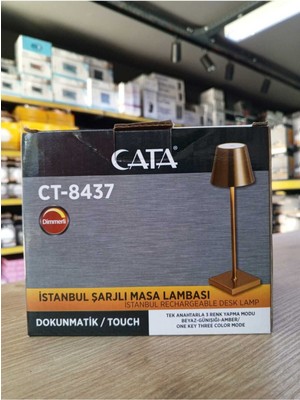 CATA
CT-8437
Dimmerli
İSTANBUL ŞARJLI MASA LAMBASI
İSTANBUL RECHARGEABLE DESK LAMP
DOKUNMATİK / TOUCH
TEK ANAHTARLA 3 RENK YAPMA MODU
BEYAZ-GÜNIŞIĞI-AMBER/
ONE KEY THREE COLOR MODE